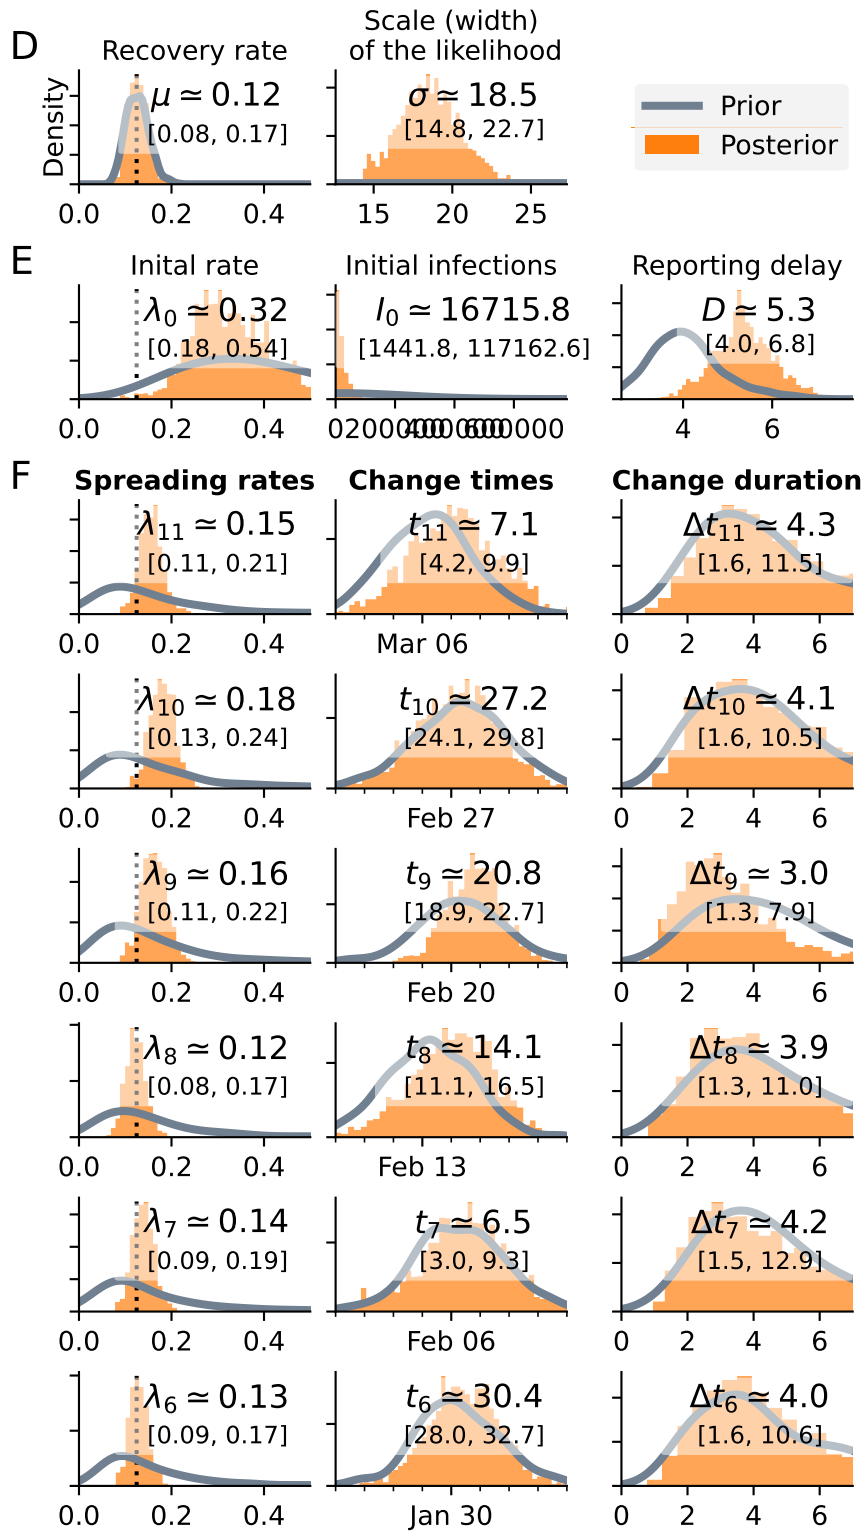 D
Recovery rate
Scale (width)
of the likelihood
Density
μ ≃ 0.12
[0.08, 0.17]
0.0 0.2 0.4
σ ≃ 18.5
[14.8, 22.7]
15 20 25
Prior
Posterior
E
Inital rate
Initial infections
Reporting delay
λ0 ≃ 0.32
[0.18, 0.54]
0.0 0.2 0.4
I0 ≃ 16715.8
[1441.8, 117162.6]
0 200000 400000 600000
D ≃ 5.3
[4.0, 6.8]
4 6
F
Spreading rates
Change times
Change duration
λ11 ≃ 0.15
[0.11, 0.21]
0.0 0.2 0.4
t11 ≃ 7.1
[4.2, 9.9]
Mar 06
Δt11 ≃ 4.3
[1.6, 11.5]
0 2 4 6
λ10 ≃ 0.18
[0.13, 0.24]
0.0 0.2 0.4
t10 ≃ 27.2
[24.1, 29.8]
Feb 27
Δt10 ≃ 4.1
[1.6, 10.5]
0 2 4 6
λ9 ≃ 0.16
[0.11, 0.22]
0.0 0.2 0.4
t9 ≃ 20.8
[18.9, 22.7]
Feb 20
Δt9 ≃ 3.0
[1.3, 7.9]
0 2 4 6
λ8 ≃ 0.12
[0.08, 0.17]
0.0 0.2 0.4
t8 ≃ 14.1
[11.1, 16.5]
Feb 13
Δt8 ≃ 3.9
[1.3, 11.0]
0 2 4 6
λ7 ≃ 0.14
[0.09, 0.19]
0.0 0.2 0.4
t7 ≃ 6.5
[3.0, 9.3]
Feb 06
Δt7 ≃ 4.2
[1.5, 12.9]
0 2 4 6
λ6 ≃ 0.13
[0.09, 0.17]
0.0 0.2 0.4
t6 ≃ 30.4
[28.0, 32.7]
Jan 30
Δt6 ≃ 4.0
[1.6, 10.6]
0 2 4 6